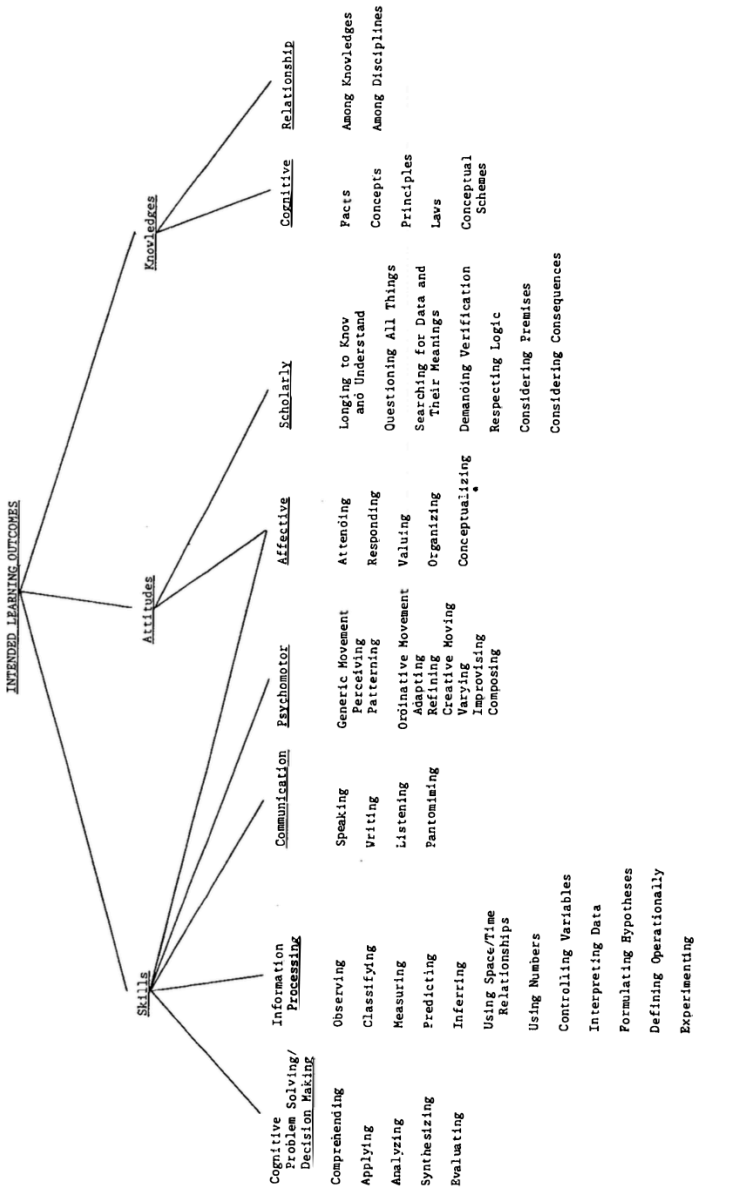 INTENDED LEARNING OUTCOMES
Skills
Attitudes
Knowledges
Cognitive
Problem Solving/
Decision Making
Comprehending
Applying
Analyzing
Synthesizing
Evaluating
Information
Processing
Observing
Classifying
Measuring
Predicting
Inferring
Using Space/Time
Relationships
Using Numbers
Controlling Variables
Interpreting Data
Formulating Hypotheses
Defining Operationally
Experimenting
Communication
Speaking
Writing
Listening
Pantomiming
Psychomotor
Generic Movement
Perceiving
Patterning
Ordinative Movement
Adapting
Refining
Creative Moving
Varying
Improvising
Composing
Affective
Attending
Responding
Valuing
Organizing
Conceptualizing
Scholarly
Longing to Know
and Understand
Questioning All Things
Searching for Data and
Their Meanings
Demanding Verification
Respecting Logic
Considering Premises
Considering Consequences
Cognitive
Facts
Concepts
Principles
Laws
Conceptual
Schemes
Relationship
Among Knowledges
Among Disciplines